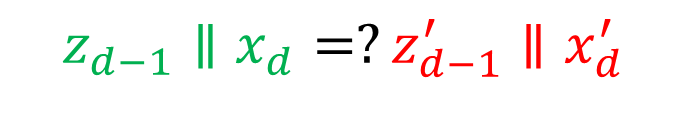 z_{d−1} ∥ x_d =? z′_{d−1} ∥ x′_d